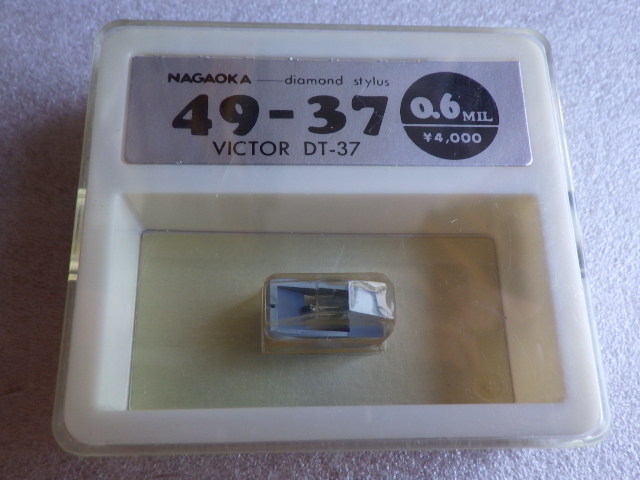 NAGAOKA — diamond stylus
49-37
VICTOR DT-37
0.6 MIL
¥4,000